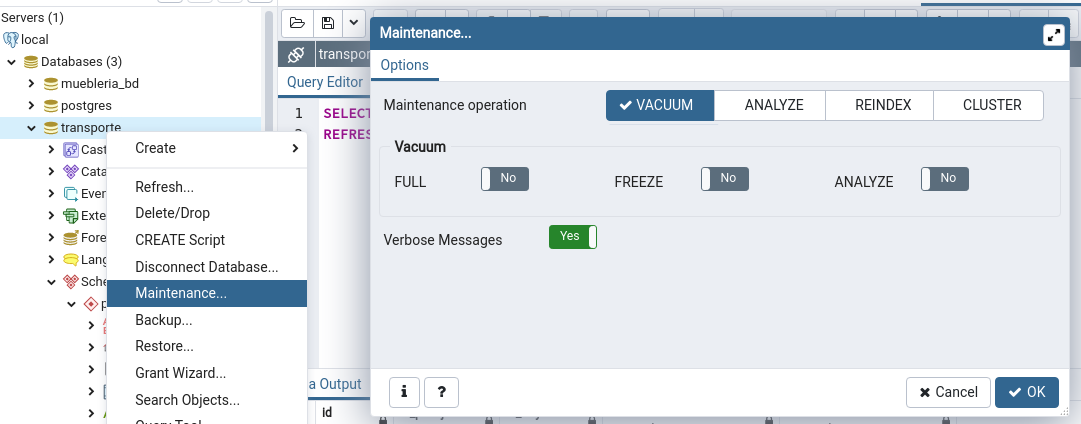 Servers (1)
local
Databases (3)
muebleria_bd
postgres
transporte
Cast
Cata
Even
Exte
Fore
Lang
Sche
p
Create
Refresh...
Delete/Drop
CREATE Script
Disconnect Database...
Maintenance...
Backup...
Restore...
Grant Wizard...
Search Objects...
Query Tool
transpor
Query Editor
1 SELECT
2 REFRES
a Output
id
Maintenance...
Options
Maintenance operation VACUUM ANALYZE REINDEX CLUSTER
Vacuum
FULL No FREEZE No ANALYZE No
Verbose Messages Yes
i ? Cancel OK